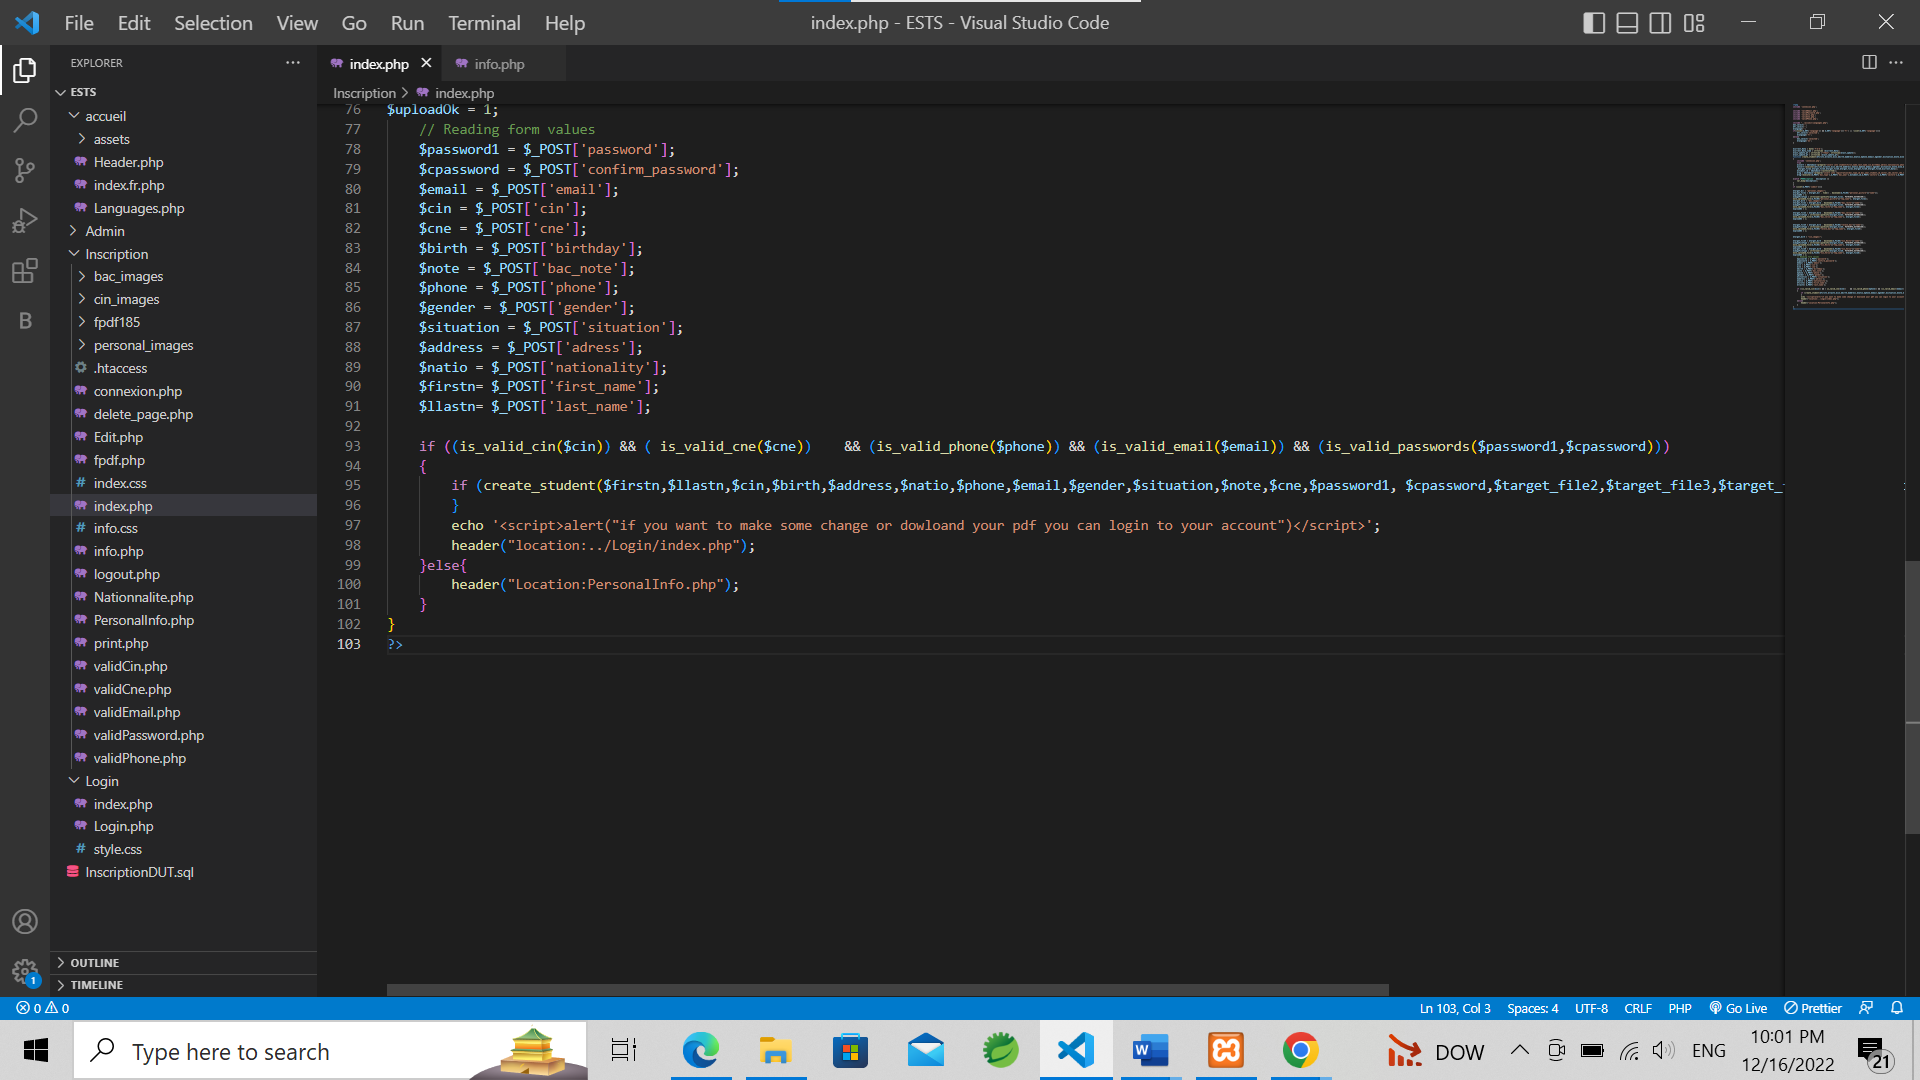 File Edit Selection View Go Run Terminal Help
index.php - ESTS - Visual Studio Code
EXPLORER
ESTS
accueil
assets
Header.php
index.fr.php
Languages.php
Admin
Inscription
bac_images
cin_images
fpdf185
personal_images
.htaccess
connexion.php
delete_page.php
Edit.php
fpdf.php
index.css
index.php
info.css
info.php
logout.php
Nationnalite.php
PersonalInfo.php
print.php
validCin.php
validCne.php
validEmail.php
validPassword.php
validPhone.php
Login
index.php
Login.php
style.css
InscriptionDUT.sql
OUTLINE
TIMELINE
index.php info.php
Inscription > index.php
76 $uploadOk = 1;
77 // Reading form values
78 $password1 = $_POST['password'];
79 $cpassword = $_POST['confirm_password'];
80 $email = $_POST['email'];
81 $cin = $_POST['cin'];
82 $cne = $_POST['cne'];
83 $birth = $_POST['birthday'];
84 $note = $_POST['bac_note'];
85 $phone = $_POST['phone'];
86 $gender = $_POST['gender'];
87 $situation = $_POST['situation'];
88 $address = $_POST['adress'];
89 $natio = $_POST['nationality'];
90 $firstn= $_POST['first_name'];
91 $llastn= $_POST['last_name'];
92
93 if ((is_valid_cin($cin)) && ( is_valid_cne($cne)) && (is_valid_phone($phone)) && (is_valid_email($email)) && (is_valid_passwords($password1,$cpassword)))
94 {
95 if (create_student($firstn,$llastn,$cin,$birth,$address,$natio,$phone,$email,$gender,$situation,$note,$cne,$password1, $cpassword,$target_file2,$target_file3,$target_
96 }
97 echo '<script>alert("if you want to make some change or dowloand your pdf you can login to your account")</script>';
98 header("location:../Login/index.php");
99 }else{
100 header("Location:PersonalInfo.php");
101 }
102 }
103 ?>
0 0
Ln 103, Col 3 Spaces: 4 UTF-8 CRLF PHP Go Live Prettier
1
B
Type here to search
W
DOW
ENG
10:01 PM
12/16/2022
21